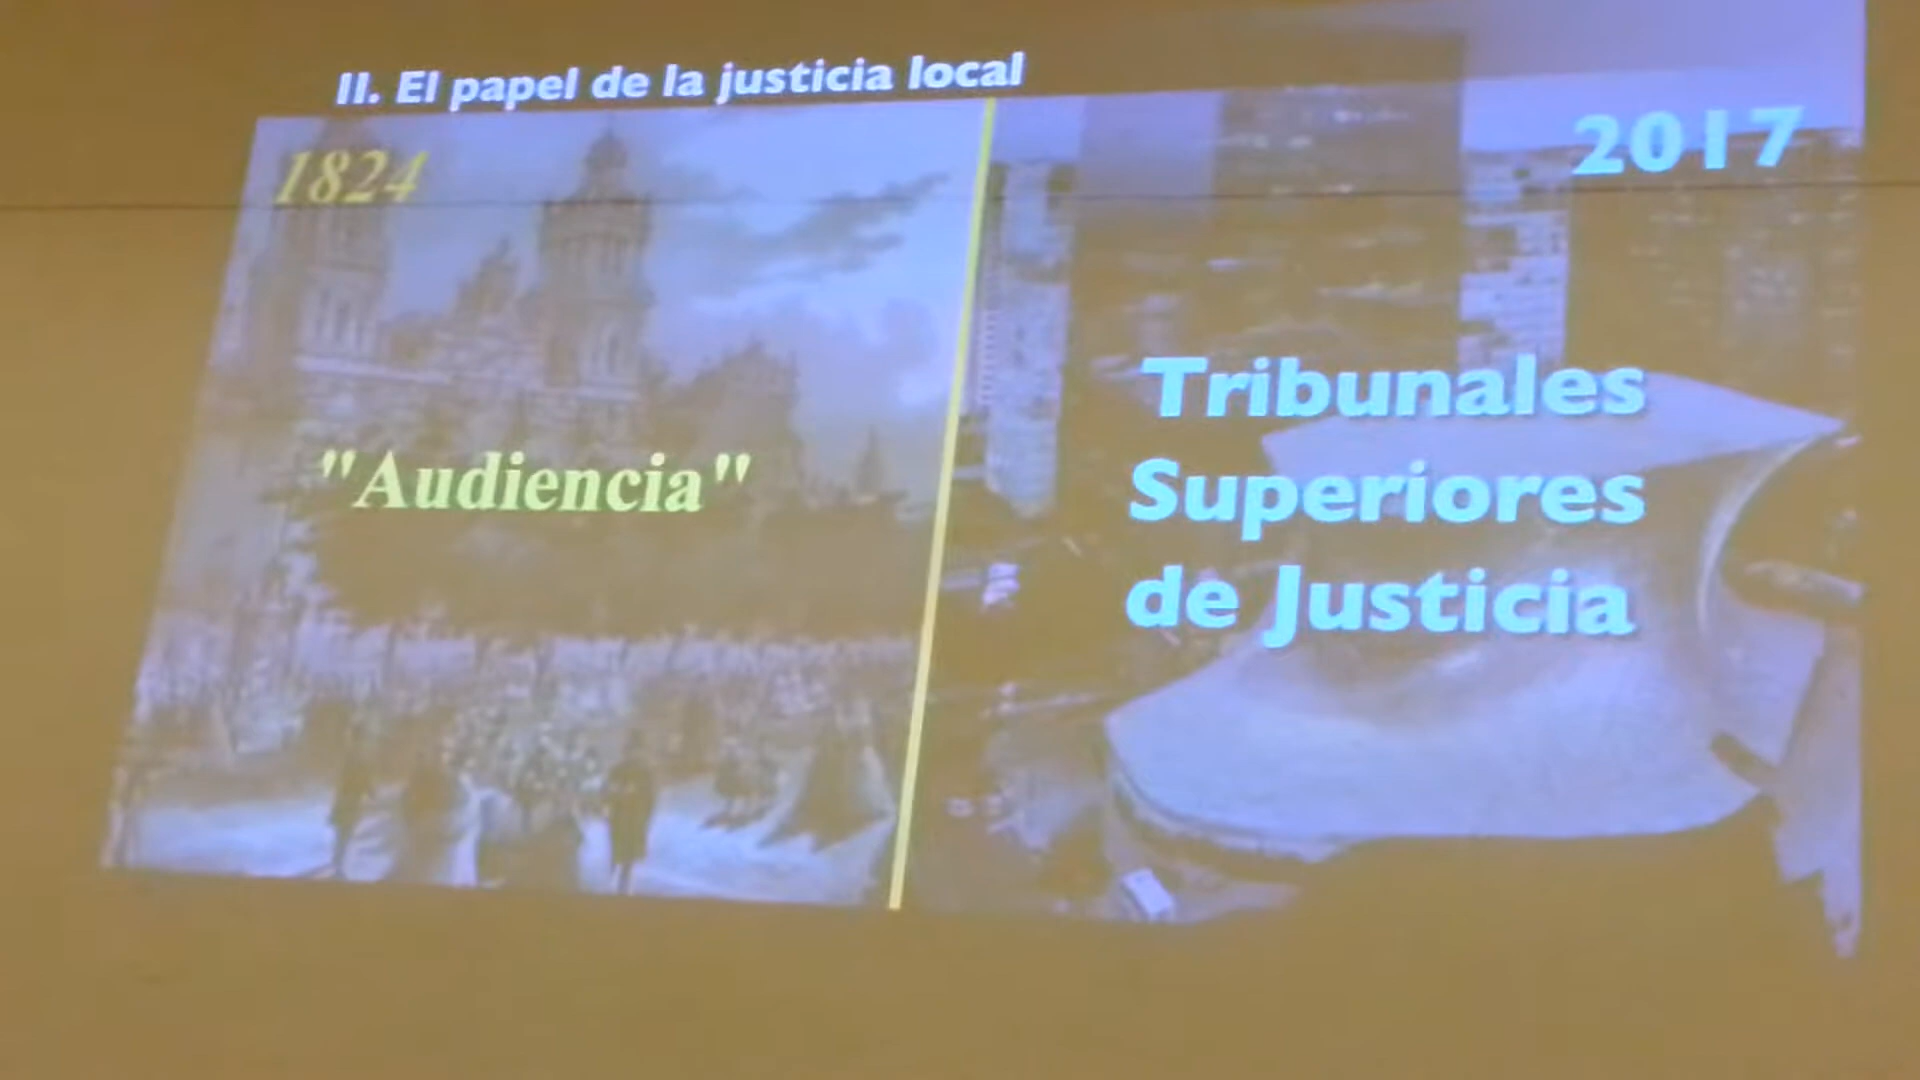 II. El papel de la justicia local
1824
"Audiencia"
2017
Tribunales
Superiores
de Justicia